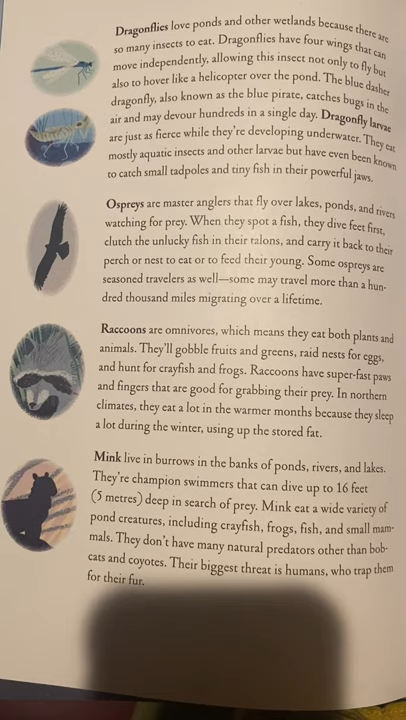 Dragonflies love ponds and other wetlands because there are
so many insects to eat. Dragonflies have four wings that can
move independently, allowing this insect not only to fly but
also to hover like a helicopter over the pond. The blue dasher
dragonfly, also known as the blue pirate, catches bugs in the
air and may devour hundreds in a single day. Dragonfly larvae
are just as fierce while they're developing underwater. They eat
mostly aquatic insects and other larvae but have even been known
to catch small tadpoles and tiny fish in their powerful jaws.
Ospreys are master anglers that fly over lakes, ponds, and rivers
watching for prey. When they spot a fish, they dive feet first,
clutch the unlucky fish in their talons, and carry it back to their
perch or nest to eat or to feed their young. Some ospreys are
seasoned travelers as well—some may travel more than a hun-
dred thousand miles migrating over a lifetime.
Raccoons are omnivores, which means they eat both plants and
animals. They'll gobble fruits and greens, raid nests for eggs,
and hunt for crayfish and frogs. Raccoons have super-fast paws
and fingers that are good for grabbing their prey. In northern
climates, they eat a lot in the warmer months because they sleep
a lot during the winter, using up the stored fat.
Mink live in burrows in the banks of ponds, rivers, and lakes.
They're champion swimmers that can dive up to 16 feet
(5 metres) deep in search of prey. Mink eat a wide variety of
pond creatures, including crayfish, frogs, fish, and small mam-
mals. They don't have many natural predators other than bob-
cats and coyotes. Their biggest threat is humans, who trap them
for their fur.